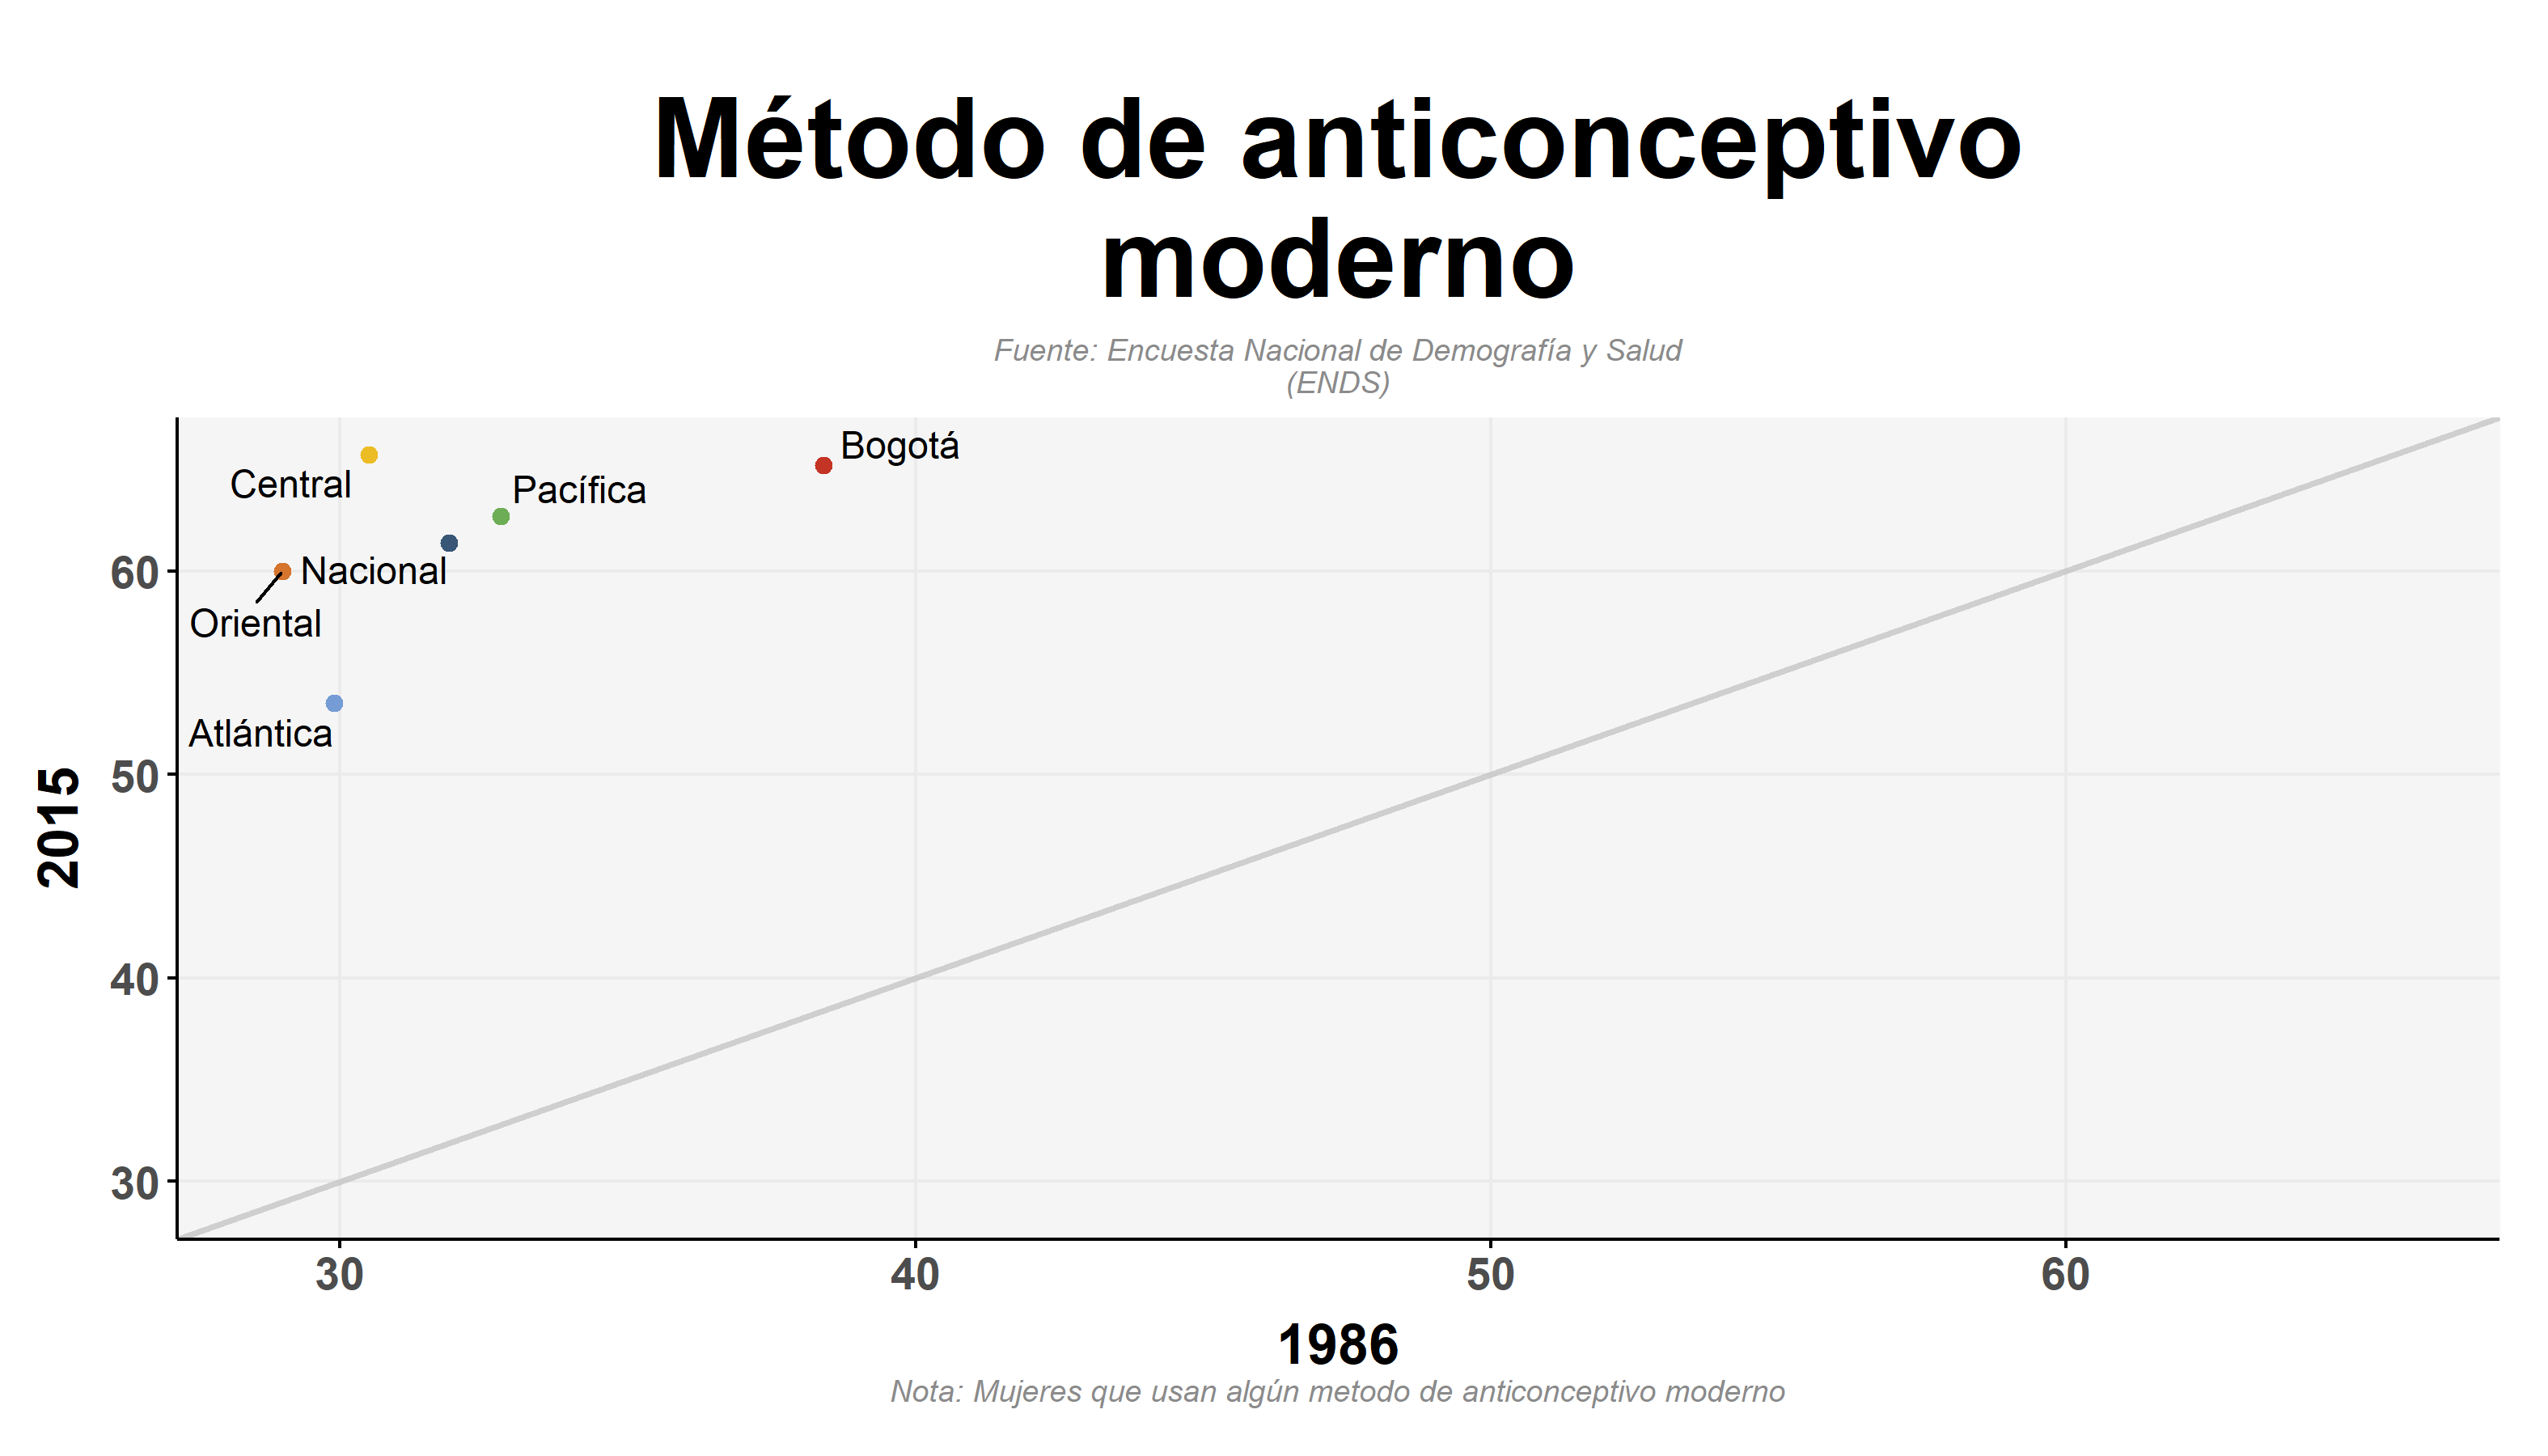 Método de anticonceptivo
moderno
Fuente: Encuesta Nacional de Demografía y Salud
(ENDS)
Bogotá
Central
Pacífica
Nacional
Oriental
Atlántica
60
50
40
30
2015
30
40
50
60
1986
Nota: Mujeres que usan algún metodo de anticonceptivo moderno